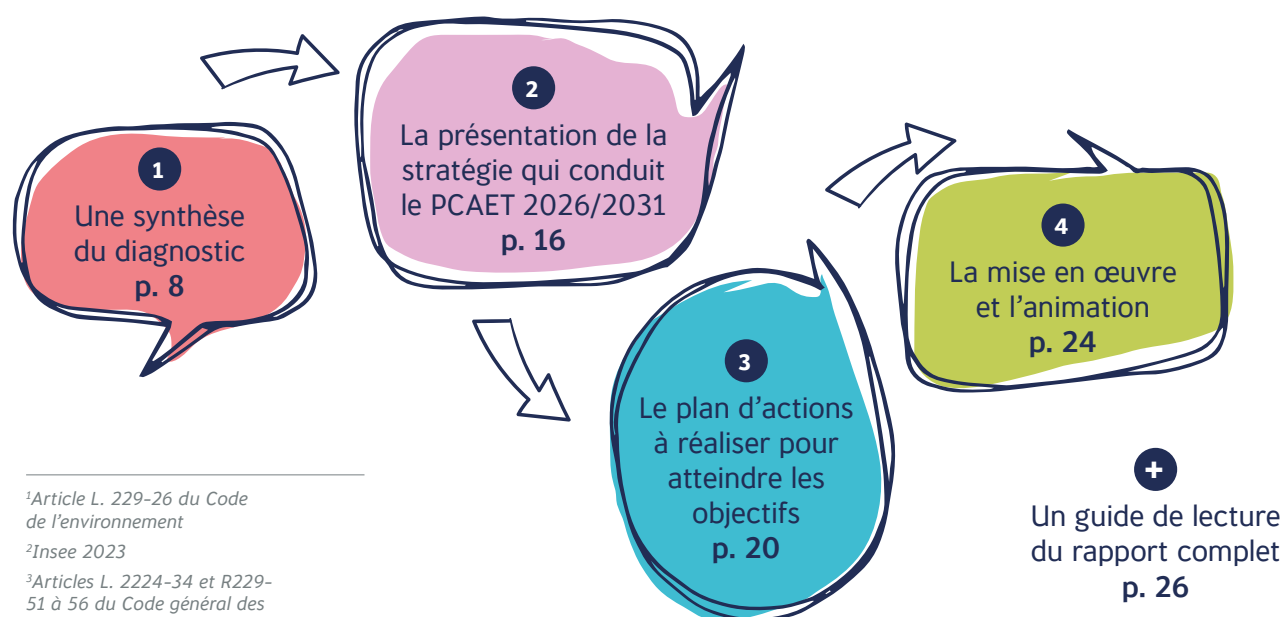 1
Une synthèse
du diagnostic
p. 8
2
La présentation de la
stratégie qui conduit
le PCAET 2026/2031
p. 16
3
Le plan d'actions
à réaliser pour
atteindre les
objectifs
p. 20
4
La mise en œuvre
et l'animation
p. 24
+
Un guide de lecture
du rapport complet
p. 26
¹Article L. 229-26 du Code
de l'environnement
²Insee 2023
³Articles L. 2224-34 et R229-
51 à 56 du Code général des